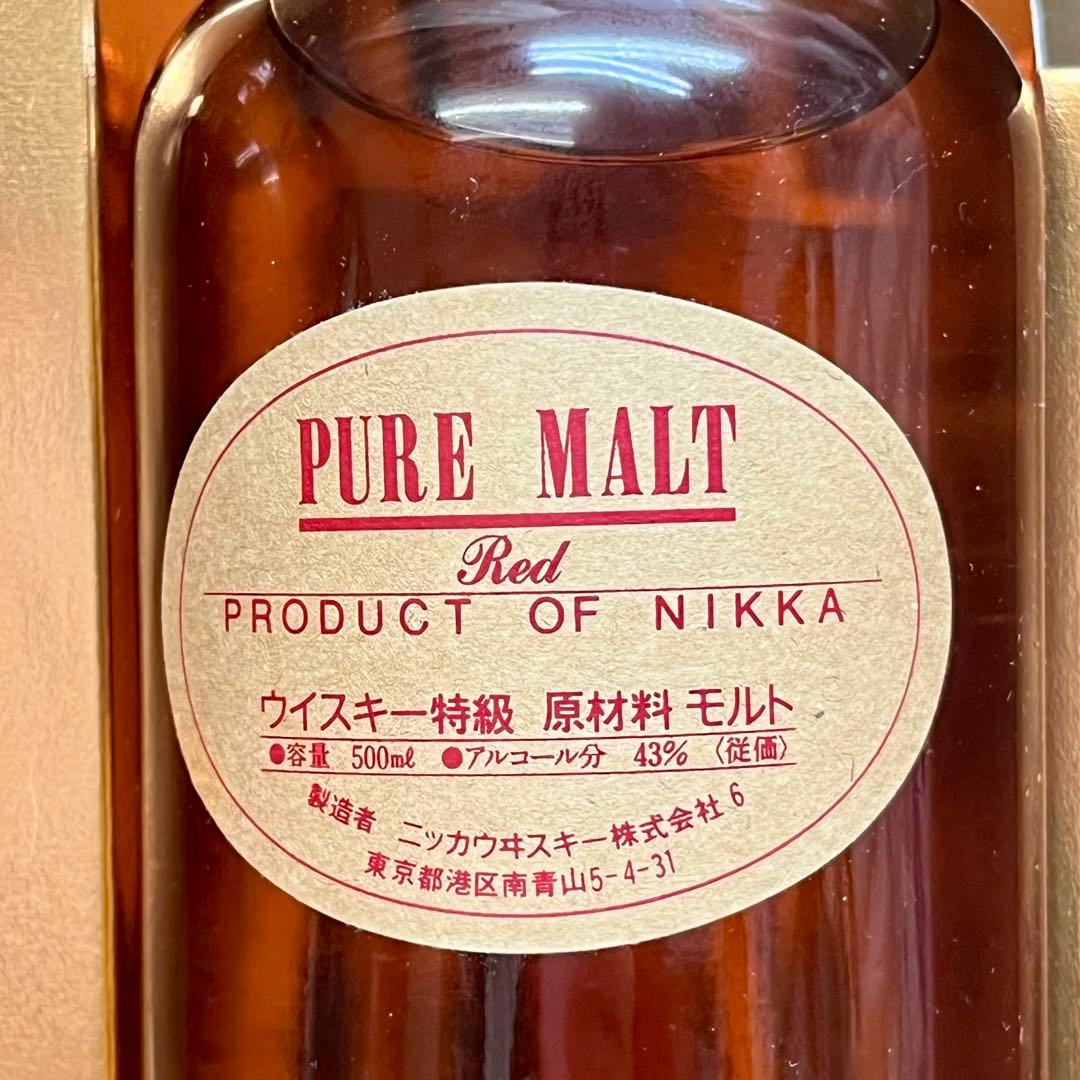 PURE MALT
Red
PRODUCT OF NIKKA
ウイスキー特級 原材料 モルト
●容量 500mℓ ●アルコール分 43% 〈従価〉
製造者 ニッカウヰスキー株式会社 6
東京都港区南青山5-4-31